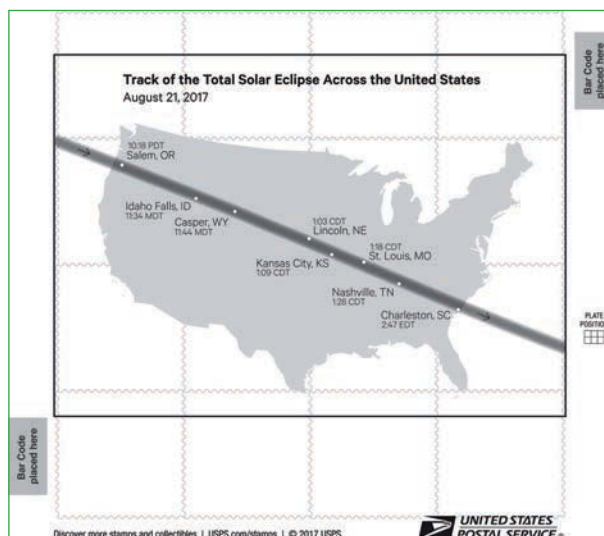 Bar Code
placed here
Track of the Total Solar Eclipse Across the United States
August 21, 2017
10:18 PDT
Salem, OR
Idaho Falls, ID
11:34 MDT
Casper, WY
11:44 MDT
1:03 CDT
Lincoln, NE
1:18 CDT
St. Louis, MO
Kansas City, KS
1:09 CDT
Nashville, TN
1:28 CDT
Charleston, SC
2:47 EDT
PLATE
POSITION
Bar Code
placed here
Discover more stamps and collectibles | USPS.com/stamps | © 2017 USPS
UNITED STATES
POSTAL SERVICE